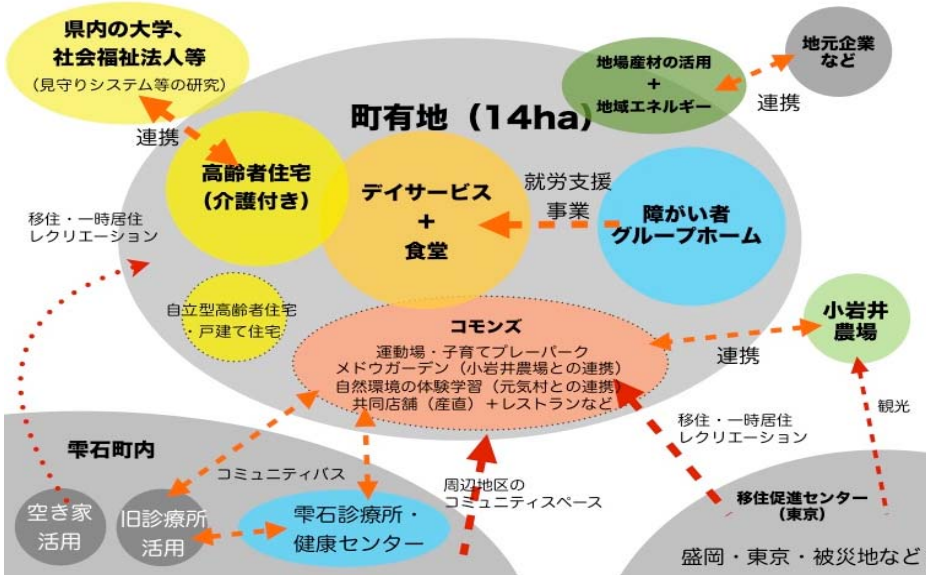 県内の大学、
社会福祉法人等
（見守りシステム等の研究）
連携
町有地（14ha）
地場産材の活用
＋
地域エネルギー
連携
地元企業
など
高齢者住宅
（介護付き）
デイサービス
＋
食堂
就労支援
事業
障がい者
グループホーム
移住・一時居住
レクリエーション
自立型高齢者住宅
・戸建て住宅
コモンズ
運動場・子育てプレーパーク
メドウガーデン（小岩井農場との連携）
自然環境の体験学習（元気村との連携）
共同店舗（産直）＋レストランなど
連携
小岩井
農場
観光
移住・一時居住
レクリエーション
雫石町内
コミュニティバス
周辺地区の
コミュニティスペース
空き家
活用
旧診療所
活用
雫石診療所・
健康センター
移住促進センター
（東京）
盛岡・東京・被災地など